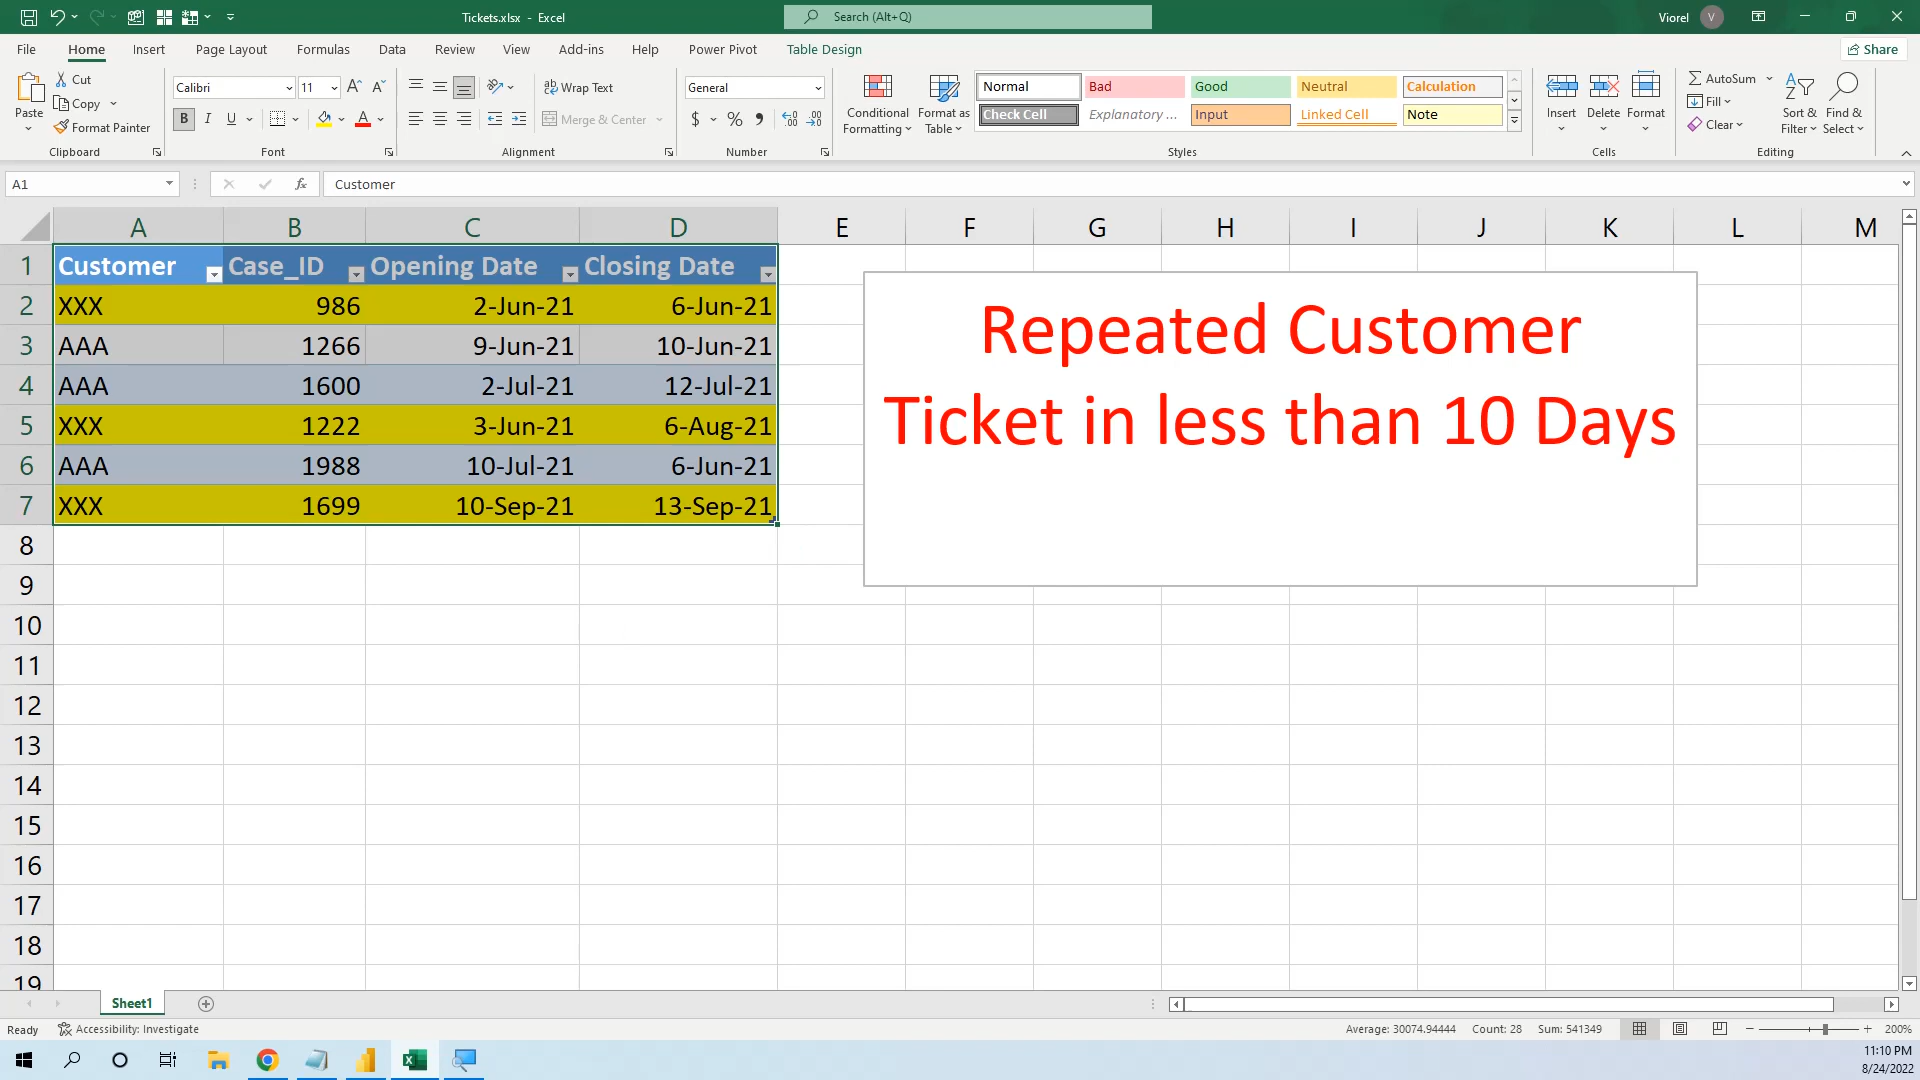 Tickets.xlsx - Excel
Search (Alt+Q)
Viorel
V
File Home Insert Page Layout Formulas Data Review View Add-ins Help Power Pivot Table Design
Share
Paste
Cut
Copy
Format Painter
Clipboard
Calibri 11
B I U
Font
Wrap Text
Merge & Center
Alignment
General
$ % 9
Number
Conditional Formatting
Format as Table
Normal Bad Good Neutral Calculation
Check Cell Explanatory ... Input Linked Cell Note
Styles
Insert Delete Format
Cells
AutoSum
Fill
Clear
Sort & Filter
Find & Select
Editing
A1
fx
Customer
A B C D E F G H I J K L M
1 Customer Case_ID Opening Date Closing Date
2 XXX 986 2-Jun-21 6-Jun-21
3 AAA 1266 9-Jun-21 10-Jun-21
4 AAA 1600 2-Jul-21 12-Jul-21
5 XXX 1222 3-Jun-21 6-Aug-21
6 AAA 1988 10-Jul-21 6-Jun-21
7 XXX 1699 10-Sep-21 13-Sep-21
8
9
10
11
12
13
14
15
16
17
18
19
Repeated Customer
Ticket in less than 10 Days
Sheet1
Ready
Accessibility: Investigate
Average: 30074.94444 Count: 28 Sum: 541349
200%
11:10 PM
8/24/2022